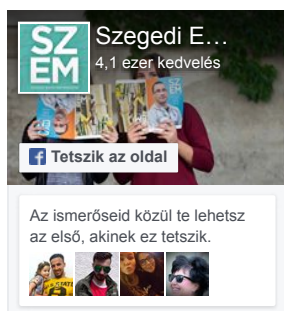 SZ
EM
Szegedi E…
4,1 ezer kedvelés
Tetszik az oldal
Az ismerőseid közül te lehetsz
az első, akinek ez tetszik.